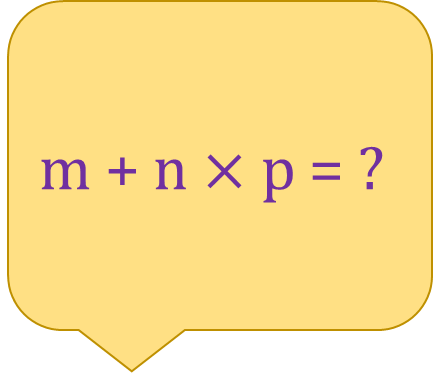 m + n × p = ?